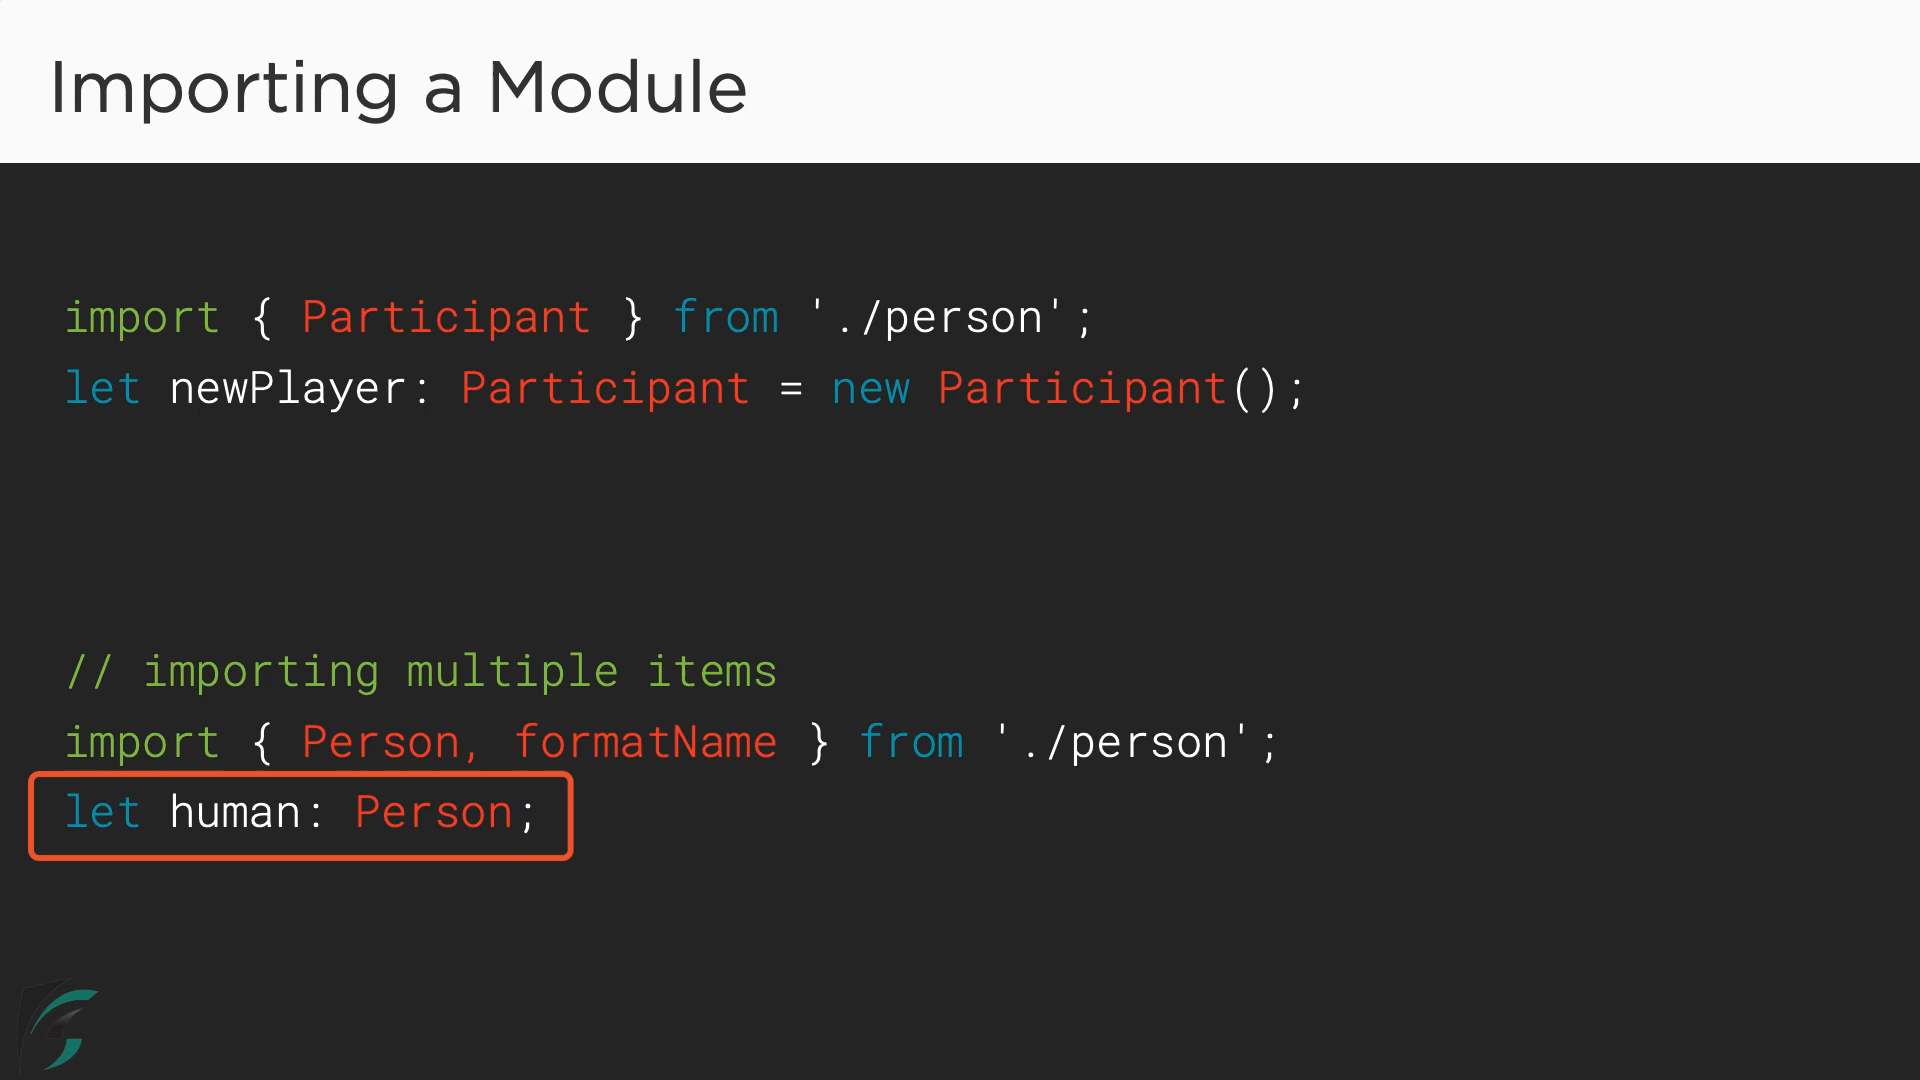 Importing a Module
import { Participant } from './person';
let newPlayer: Participant = new Participant();
// importing multiple items
import { Person, formatName } from './person';
let human: Person;